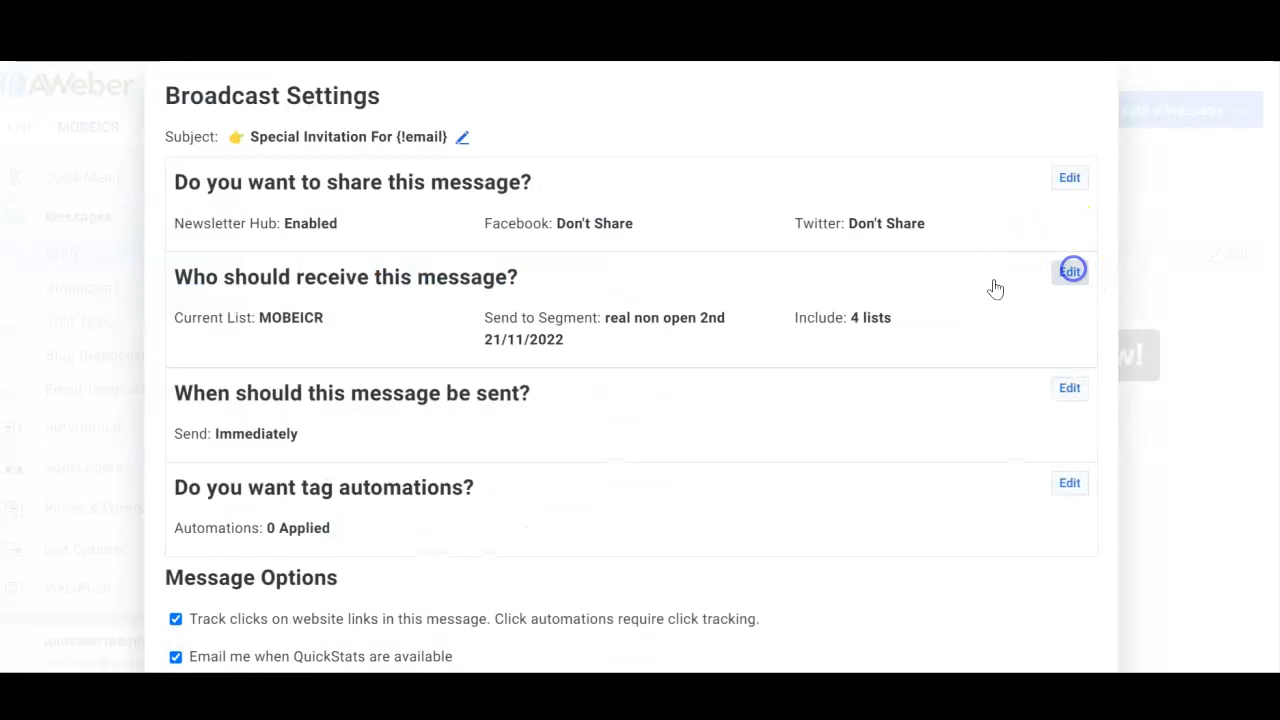 Broadcast Settings
Subject: 👉 Special Invitation For {!email}
Do you want to share this message?
Edit
Newsletter Hub: Enabled
Facebook: Don't Share
Twitter: Don't Share
Who should receive this message?
Edit
Current List: MOBEICR
Send to Segment: real non open 2nd
21/11/2022
Include: 4 lists
When should this message be sent?
Edit
Send: Immediately
Do you want tag automations?
Edit
Automations: 0 Applied
Message Options
Track clicks on website links in this message. Click automations require click tracking.
Email me when QuickStats are available
AWeber
MOBEICR
Messages
w!